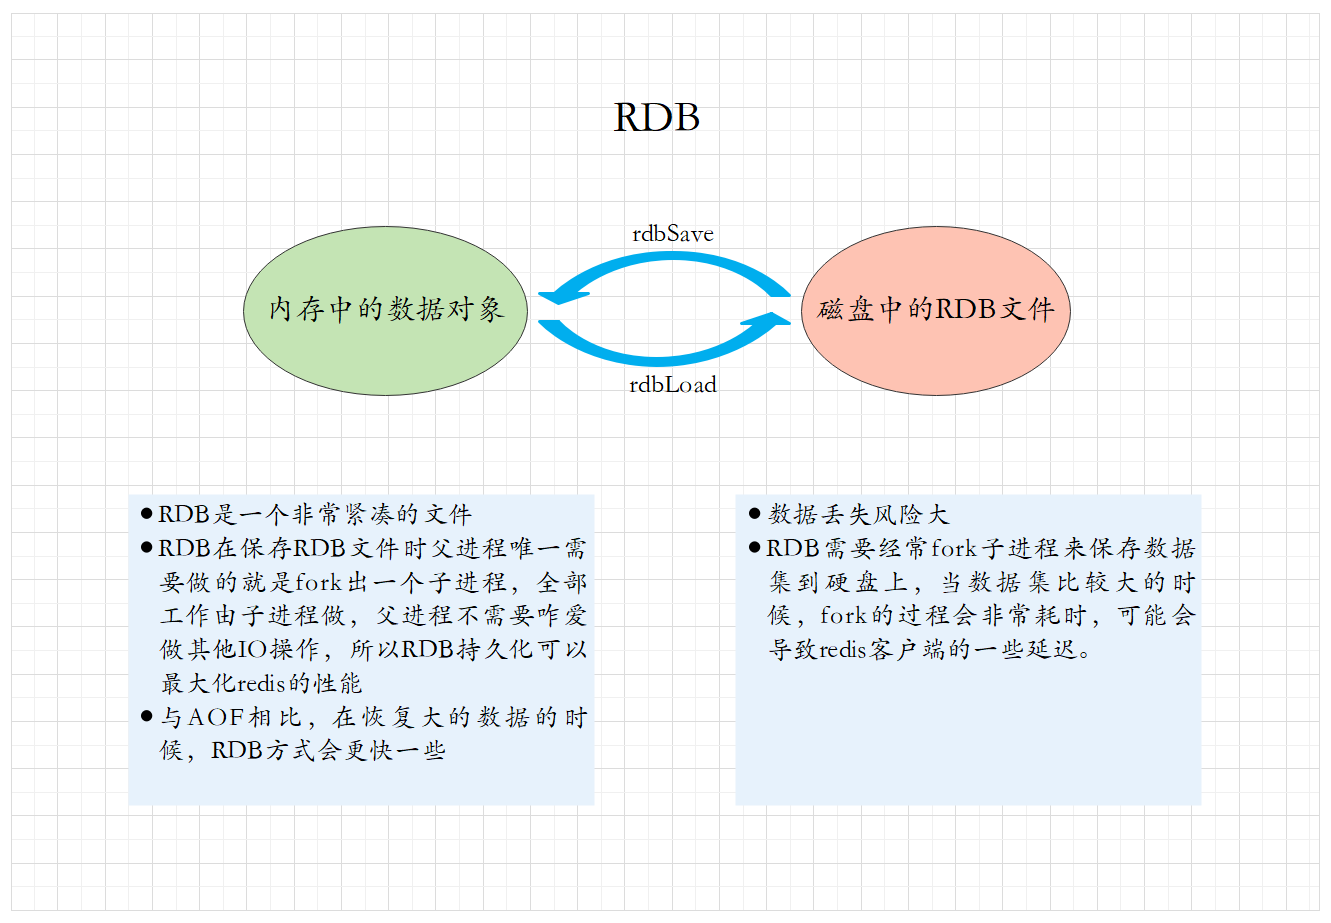 RDB
rdbSave
内存中的数据对象
磁盘中的RDB文件
rdbLoad
●RDB是一个非常紧凑的文件
●RDB在保存RDB文件时父进程唯一需
要做的就是fork出一个子进程，全部
工作由子进程做，父进程不需要咋爱
做其他IO操作，所以RDB持久化可以
最大化redis的性能
●与AOF相比，在恢复大的数据的时
候，RDB方式会更快一些
●数据丢失风险大
●RDB需要经常fork子进程来保存数据
集到硬盘上，当数据集比较大的时
候，fork的过程会非常耗时，可能会
导致redis客户端的一些延迟。